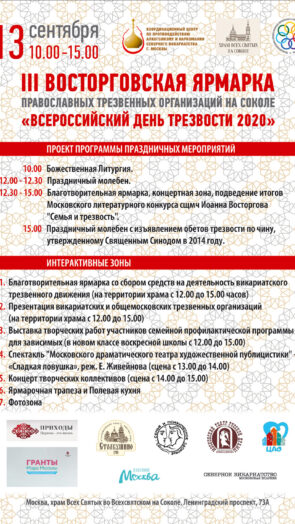 13 сентября
10.00 -15.00
КООРДИНАЦИОННЫЙ ЦЕНТР
ПО ПРОТИВОДЕЙСТВИЮ
АЛКОГОЛИЗМУ И НАРКОМАНИИ
СЕВЕРНОГО ВИКАРИАТСТВА
Г. МОСКВЫ
ХРАМ ВСЕХ СВЯТЫХ
НА СОКОЛЕ
III ВОСТОРГОВСКАЯ ЯРМАРКА
ПРАВОСЛАВНЫХ ТРЕЗВЕННЫХ ОРГАНИЗАЦИЙ НА СОКОЛЕ
«ВСЕРОССИЙСКИЙ ДЕНЬ ТРЕЗВОСТИ 2020»
ПРОЕКТ ПРОГРАММЫ ПРАЗДНИЧНЫХ МЕРОПРИЯТИЙ
10.00 Божественная Литургия.
12.00 - 12.30 Праздничный молебен.
12.30 - 15.00 Благотворительная ярмарка, концертная зона, подведение итогов
Московского литературного конкурса сщмч Иоанна Восторгова
"Семья и трезвость".
15.00 Праздничный молебен с изъявлением обетов трезвости по чину,
утвержденному Священным Синодом в 2014 году.
ИНТЕРАКТИВНЫЕ ЗОНЫ
1. Благотворительная ярмарка со сбором средств на деятельность викариатского
трезвенного движения (на территории храма с 12.00 до 15.00 часов)
2. Презентация викариатских и общемосковских трезвенных организаций
(на территории храма с 12.00 до 15.00)
3. Выставка творческих работ участников семейной профилактической программы
для зависимых (в новом классе воскресной школы с 12.00 до 15.00)
4. Спектакль "Московского драматического театра художественной публицистики" -
«Сладкая ловушка», реж. Е. Живейнова (сцена с 13.00 до 14.00)
5. Концерт творческих коллективов (сцена с 14.00 до 15.00)
6. Ярмарочная трапеза и Полевая кухня
7. Фотозона
ПРИХОДЫ
ГРАНТЫ
Мэра Москвы
Москва
СЕВЕРНОЕ ВИКАРИАТСТВО
Москва, храм Всех Святых во Всехсвятском на Соколе, Ленинградский проспект, 73А